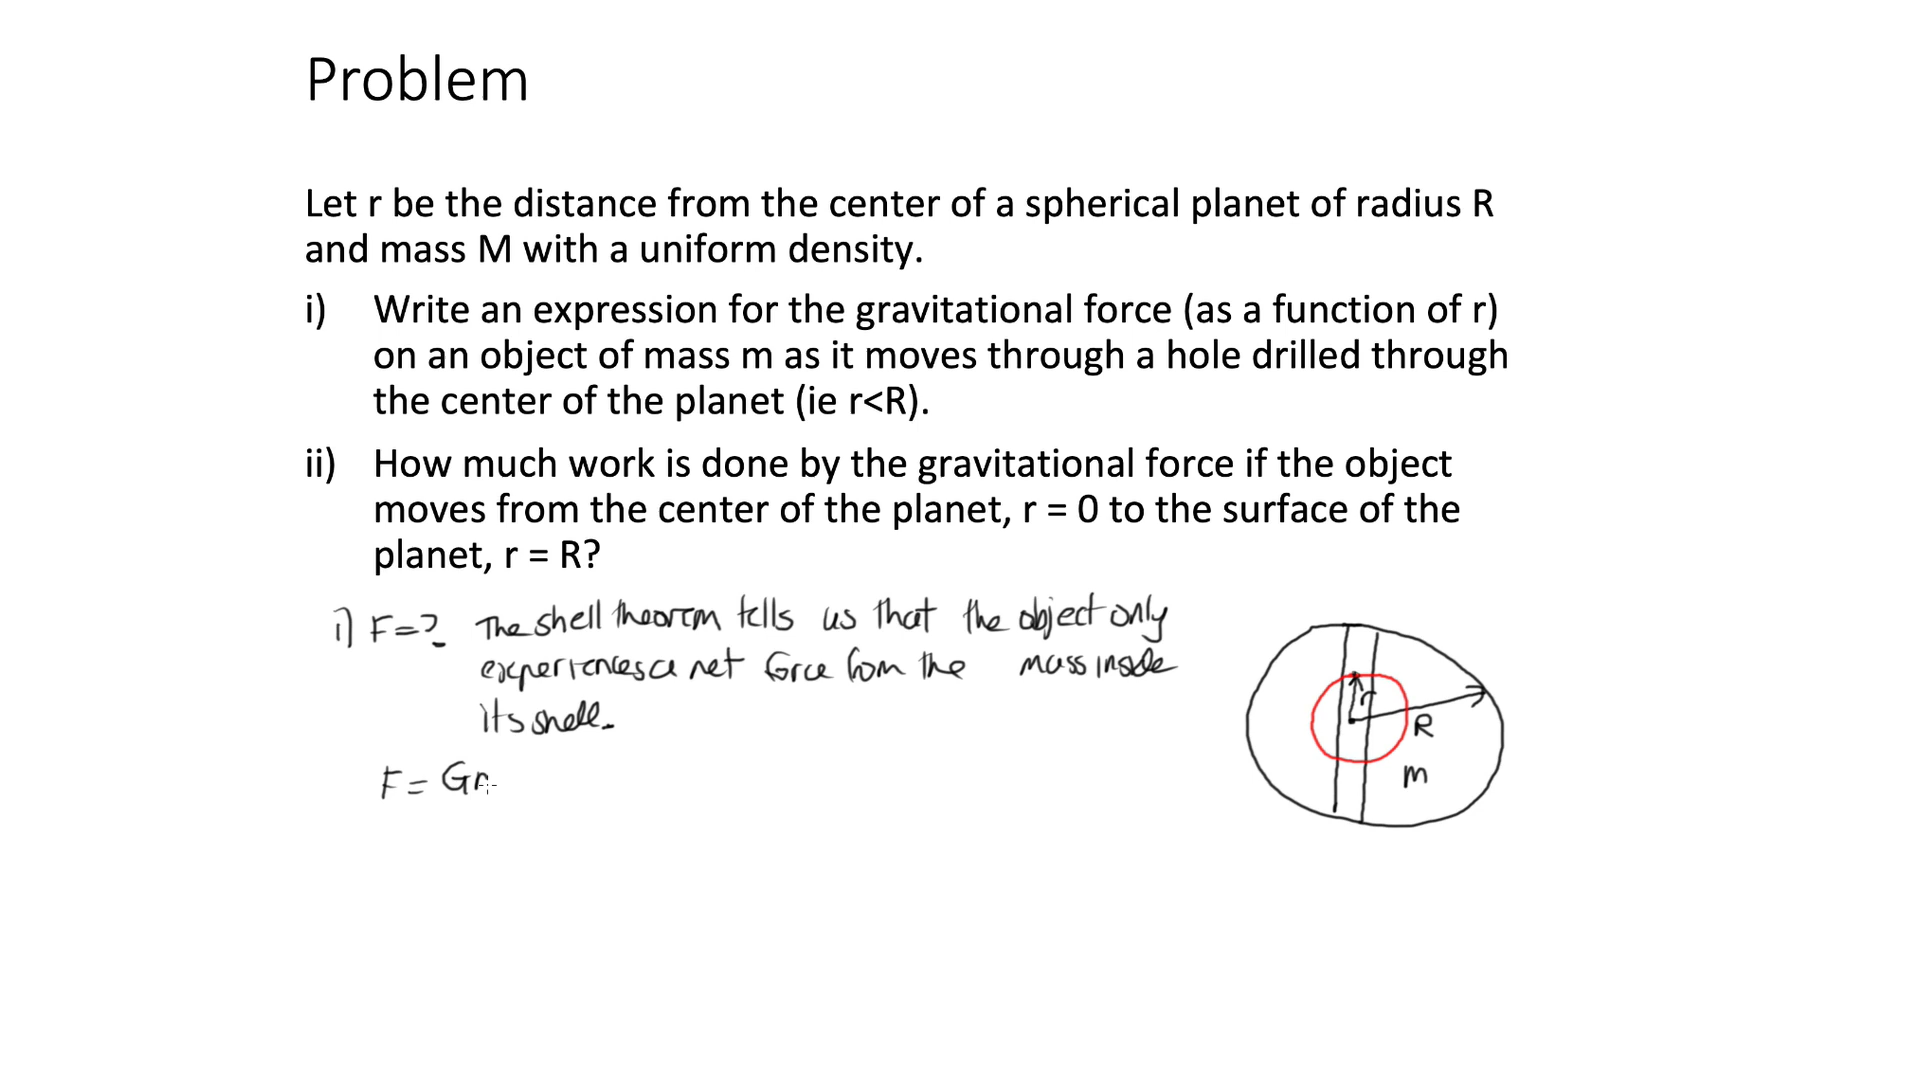 Problem
Let r be the distance from the center of a spherical planet of radius R
and mass M with a uniform density.
i) Write an expression for the gravitational force (as a function of r)
on an object of mass m as it moves through a hole drilled through
the center of the planet (ie r<R).
ii) How much work is done by the gravitational force if the object
moves from the center of the planet, r = 0 to the surface of the
planet, r = R?
i) F=? The shell theorem tells us that the object only
experiences a net force from the mass inside
its shell.
F = G
r
R
m